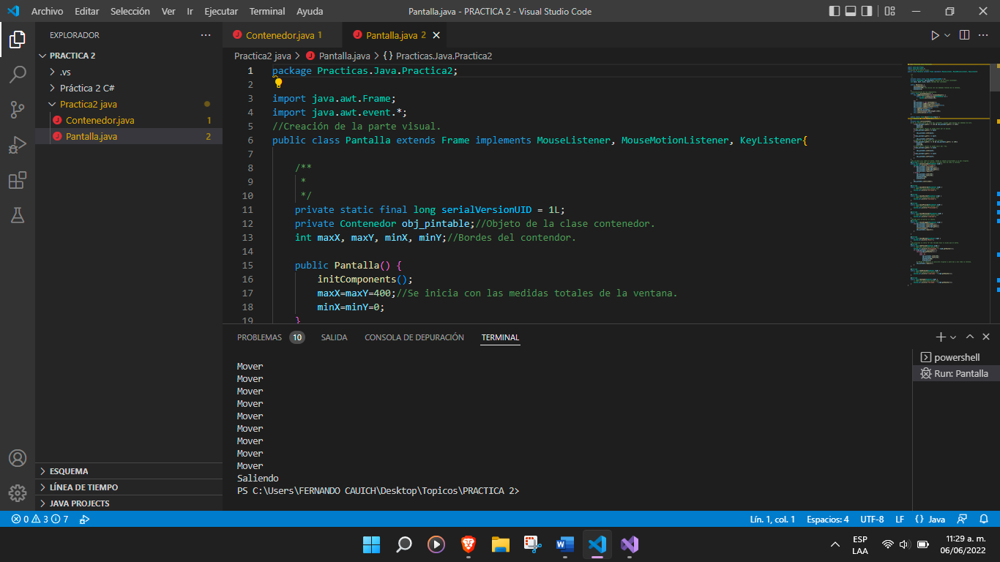 Archivo Editar Selección Ver Ir Ejecutar Terminal Ayuda
Pantalla.java - PRACTICA 2 - Visual Studio Code
EXPLORADOR
PRACTICA 2
.vs
Práctica 2 C#
Practica2 java
Contenedor.java 1
Pantalla.java 2
ESQUEMA
LÍNEA DE TIEMPO
JAVA PROJECTS
Contenedor.java 1
Pantalla.java 2
Practica2 java > Pantalla.java > {} Practicas.Java.Practica2
1 package Practicas.Java.Practica2;
2
3 import java.awt.Frame;
4 import java.awt.event.*;
5 //Creación de la parte visual.
6 public class Pantalla extends Frame implements MouseListener, MouseMotionListener, KeyListener{
7
8 /**
9 *
10 */
11 private static final long serialVersionUID = 1L;
12 private Contenedor obj_pintable;//Objeto de la clase contenedor.
13 int maxX, maxY, minX, minY;//Bordes del contendor.
14
15 public Pantalla() {
16 initComponents();
17 maxX=maxY=400;//Se inicia con las medidas totales de la ventana.
18 minX=minY=0;
19 }
PROBLEMAS 10 SALIDA CONSOLA DE DEPURACIÓN TERMINAL
Mover
Mover
Mover
Mover
Mover
Mover
Mover
Mover
Mover
Saliendo
PS C:\Users\FERNANDO CAUICH\Desktop\Topicos\PRACTICA 2>
powershell
Run: Pantalla
0 3 7
Lín. 1, col. 1 Espacios: 4 UTF-8 LF {} Java
ESP
LAA
11:29 a. m.
06/06/2022